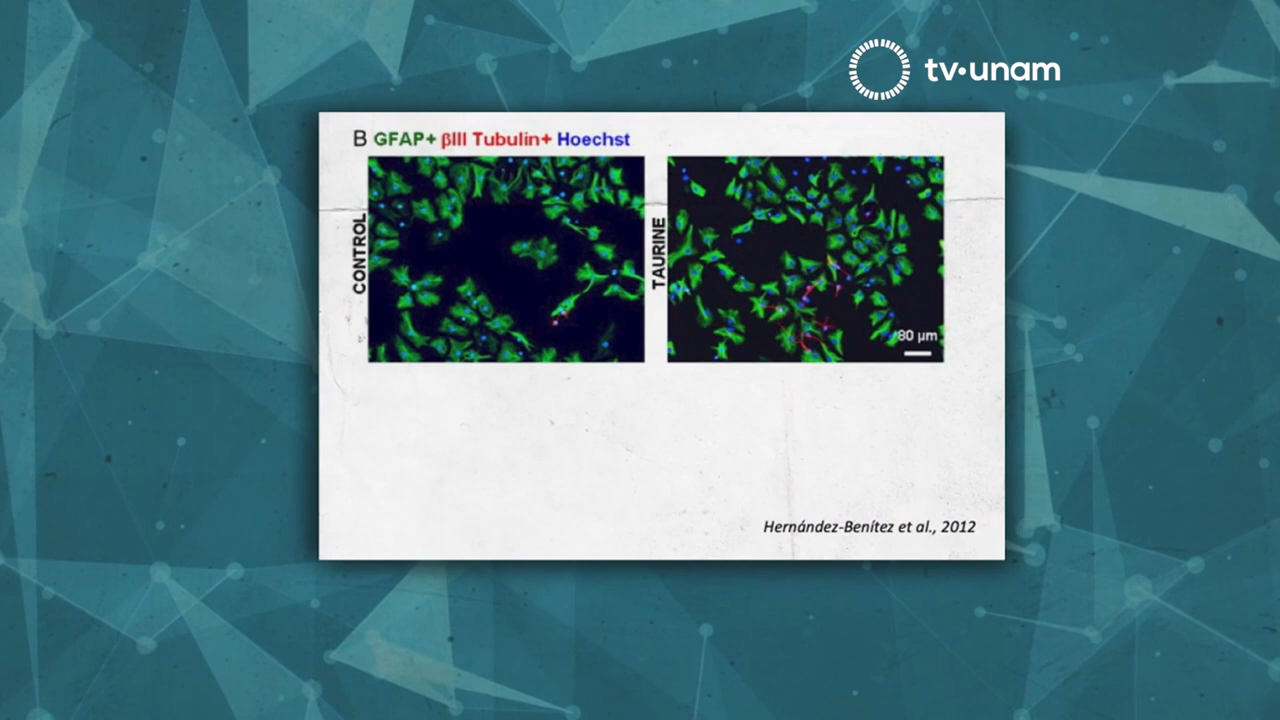 tv·unam
B GFAP+ βIII Tubulin+ Hoechst
CONTROL
TAURINE
80 µm
Hernández-Benítez et al., 2012